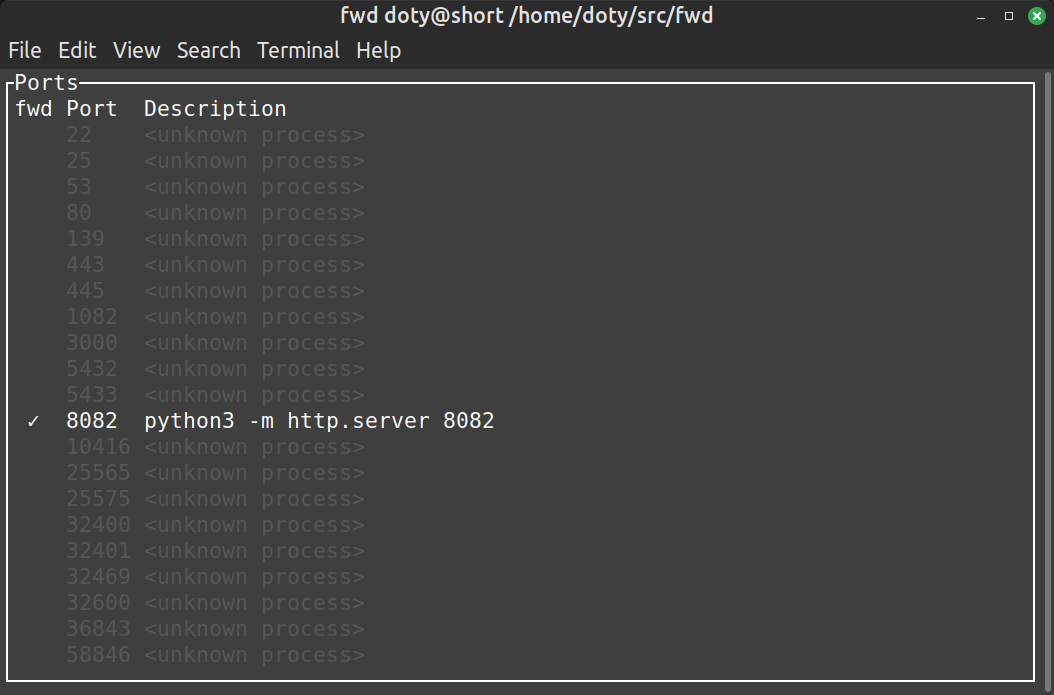 fwd doty@short /home/doty/src/fwd
File Edit View Search Terminal Help
Ports
fwd Port Description
22 <unknown process>
25 <unknown process>
53 <unknown process>
80 <unknown process>
139 <unknown process>
443 <unknown process>
445 <unknown process>
1082 <unknown process>
3000 <unknown process>
5432 <unknown process>
5433 <unknown process>
✓ 8082 python3 -m http.server 8082
10416 <unknown process>
25565 <unknown process>
25575 <unknown process>
32400 <unknown process>
32401 <unknown process>
32469 <unknown process>
32600 <unknown process>
36843 <unknown process>
58846 <unknown process>